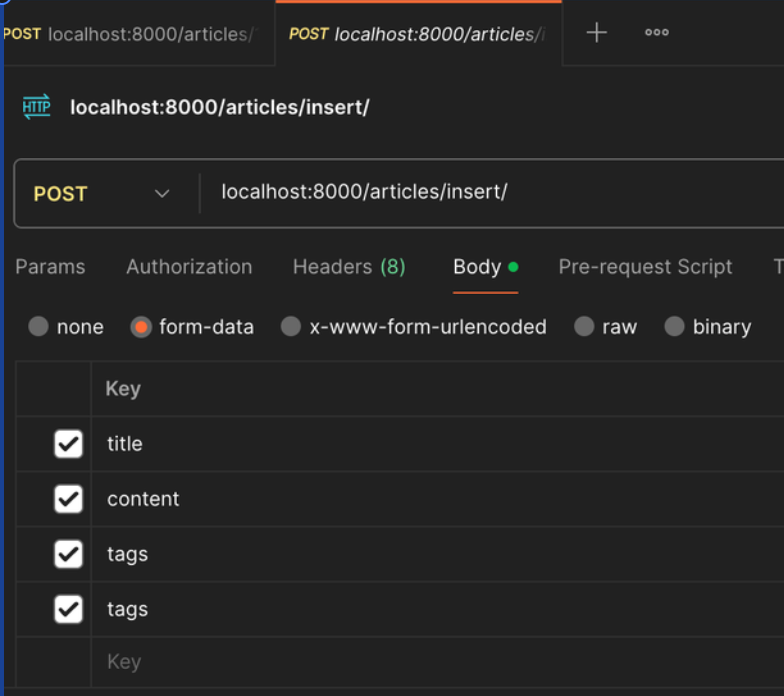 POST localhost:8000/articles/ POST localhost:8000/articles/i
HTTP localhost:8000/articles/insert/
POST localhost:8000/articles/insert/
Params Authorization Headers (8) Body Pre-request Script T
none form-data x-www-form-urlencoded raw binary
Key
title
content
tags
tags
Key